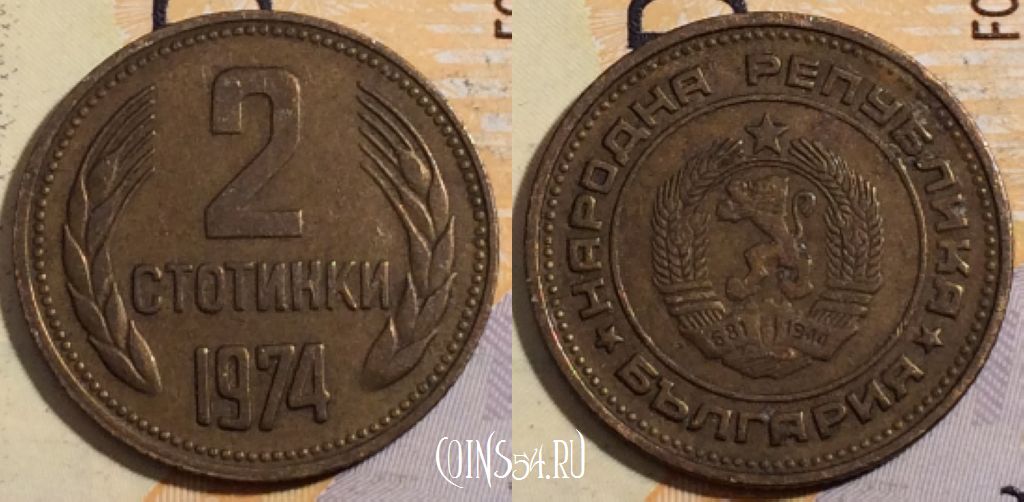 2
СТОТИНКИ
1974
НАРОДНА РЕПУБЛИКА
БЪЛГАРИЯ
681 1944
COINS54.RU